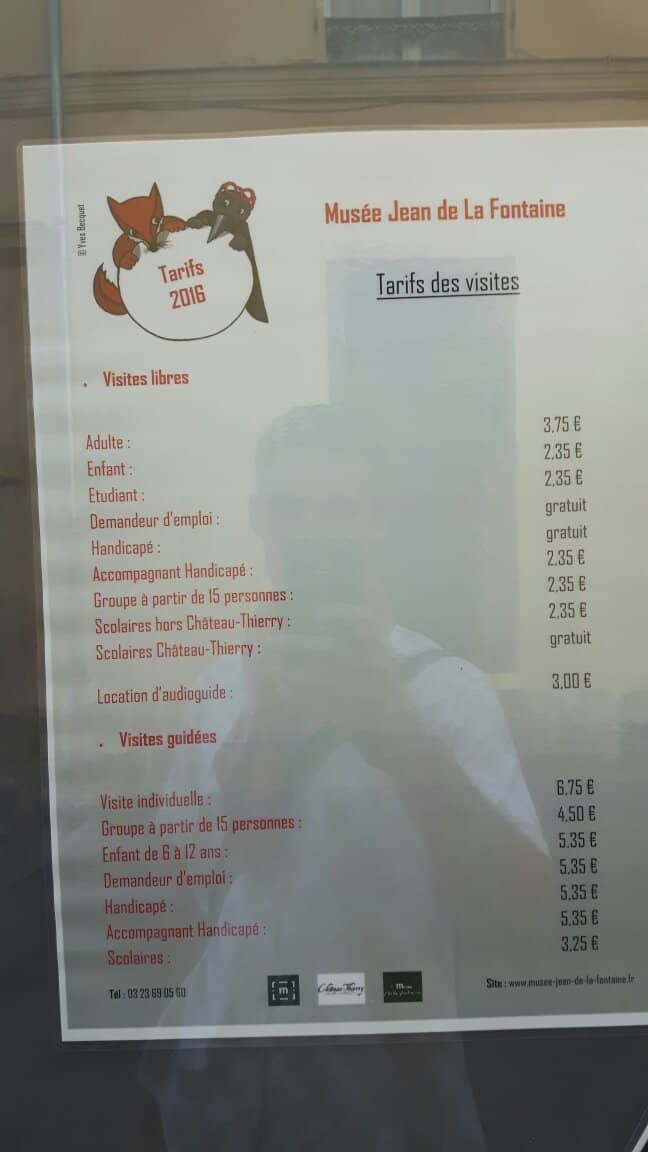 © Yves Becquet
Tarifs
2016
Musée Jean de La Fontaine
Tarif des visites
. Visites libres
Adulte : 3,75 €
Enfant : 2,35 €
Etudiant : 2,35 €
Demandeur d'emploi : gratuit
Handicapé : gratuit
Accompagnant Handicapé : 2,35 €
Groupe à partir de 15 personnes : 2,35 €
Scolaires hors Château-Thierry : 2,35 €
Scolaires Château-Thierry : gratuit
Location d'audioguide : 3,00 €
. Visites guidées
Visite individuelle : 6,75 €
Groupe à partir de 15 personnes : 4,50 €
Enfant de 6 à 12 ans : 5,35 €
Demandeur d'emploi : 5,35 €
Handicapé : 5,35 €
Accompagnant Handicapé : 5,35 €
Scolaires : 3,25 €
Tél : 03 23 69 05 60
[m]
Château Thierry
Site : www.musee-jean-de-la-fontaine.fr